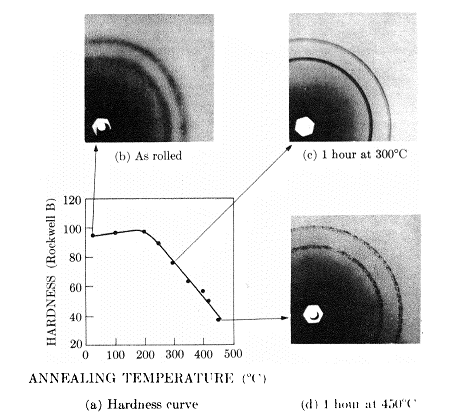 (b) As rolled
(c) 1 hour at 300°C
HARDNESS (Rockwell B)
120
100
80
60
40
20
0 100 200 300 400 500
ANNEALING TEMPERATURE (°C)
(a) Hardness curve
(d) 1 hour at 450°C